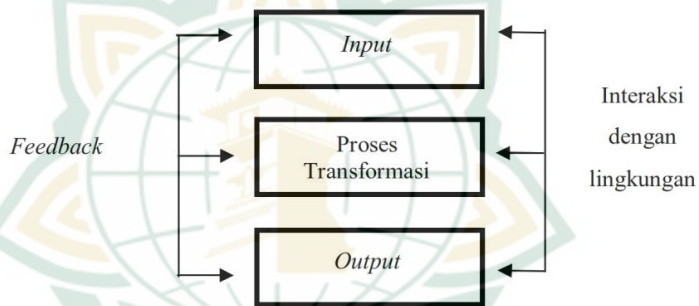 Input
Feedback
Proses
Transformasi
Output
Interaksi
dengan
lingkungan